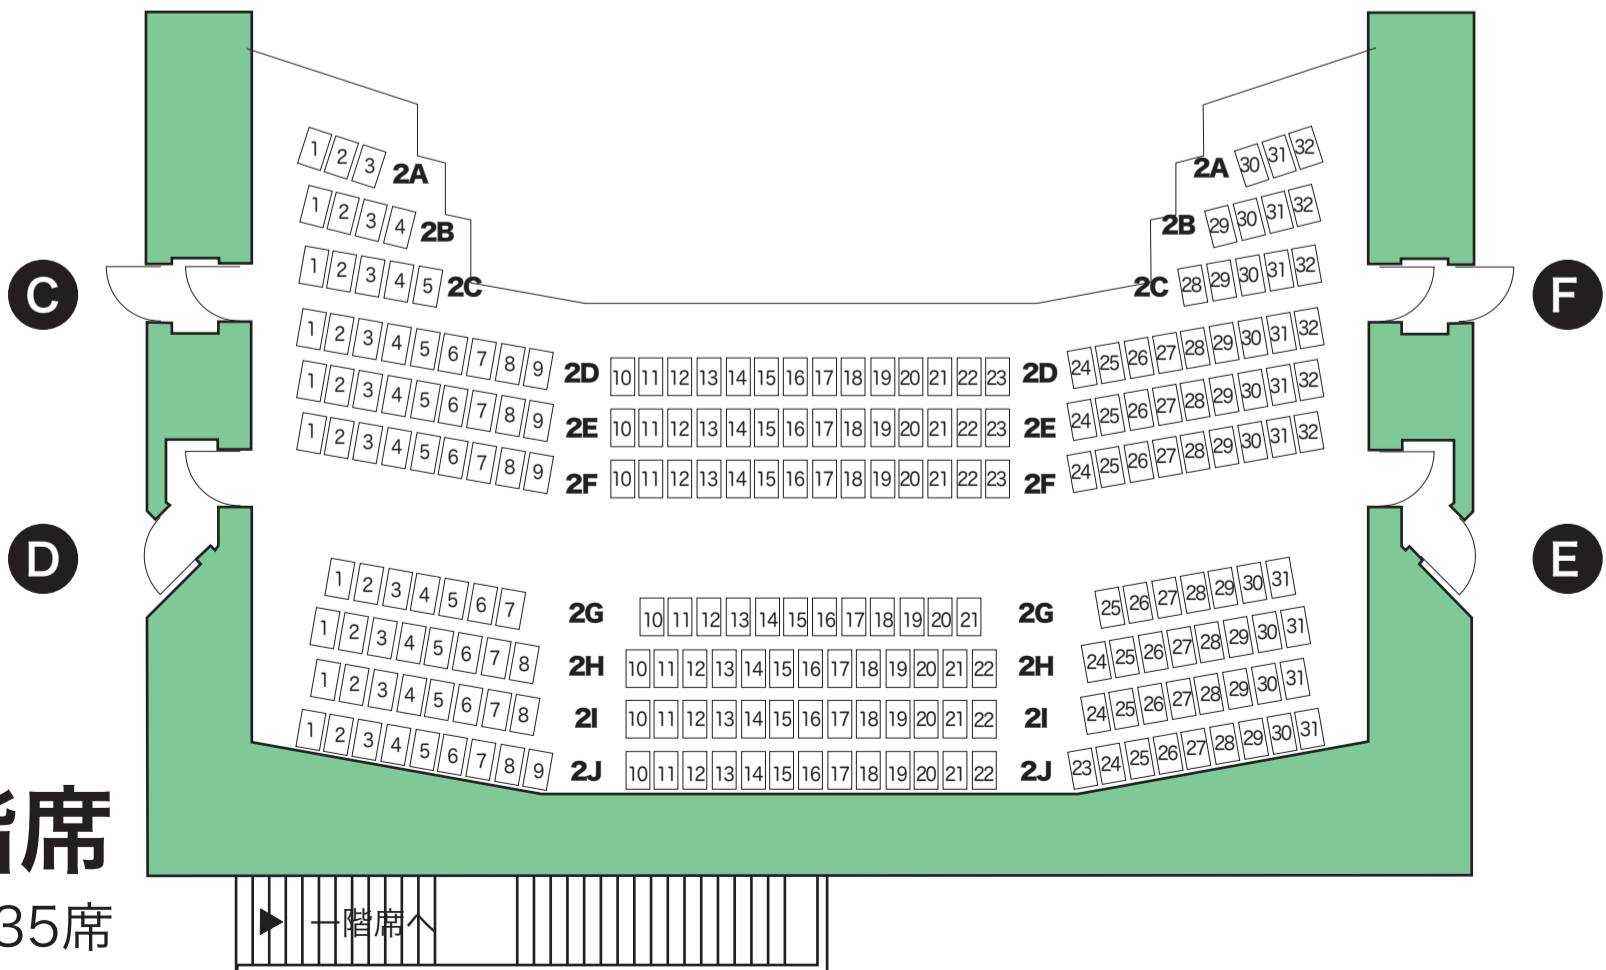 1 2 3 2A 2A 30 31 32
1 2 3 4 2B 2B 29 30 31 32
1 2 3 4 5 2C 2C 28 29 30 31 32
C F
1 2 3 4 5 6 7 8 9 2D 10 11 12 13 14 15 16 17 18 19 20 21 22 23 2D 24 25 26 27 28 29 30 31 32
1 2 3 4 5 6 7 8 9 2E 10 11 12 13 14 15 16 17 18 19 20 21 22 23 2E 24 25 26 27 28 29 30 31 32
1 2 3 4 5 6 7 8 9 2F 10 11 12 13 14 15 16 17 18 19 20 21 22 23 2F 24 25 26 27 28 29 30 31 32
D E
1 2 3 4 5 6 7 2G 10 11 12 13 14 15 16 17 18 19 20 21 2G 25 26 27 28 29 30 31
1 2 3 4 5 6 7 8 2H 10 11 12 13 14 15 16 17 18 19 20 21 22 2H 24 25 26 27 28 29 30 31
1 2 3 4 5 6 7 8 2I 10 11 12 13 14 15 16 17 18 19 20 21 22 2I 24 25 26 27 28 29 30 31
1 2 3 4 5 6 7 8 9 2J 10 11 12 13 14 15 16 17 18 19 20 21 22 2J 23 24 25 26 27 28 29 30 31
席
35席
一階席へ